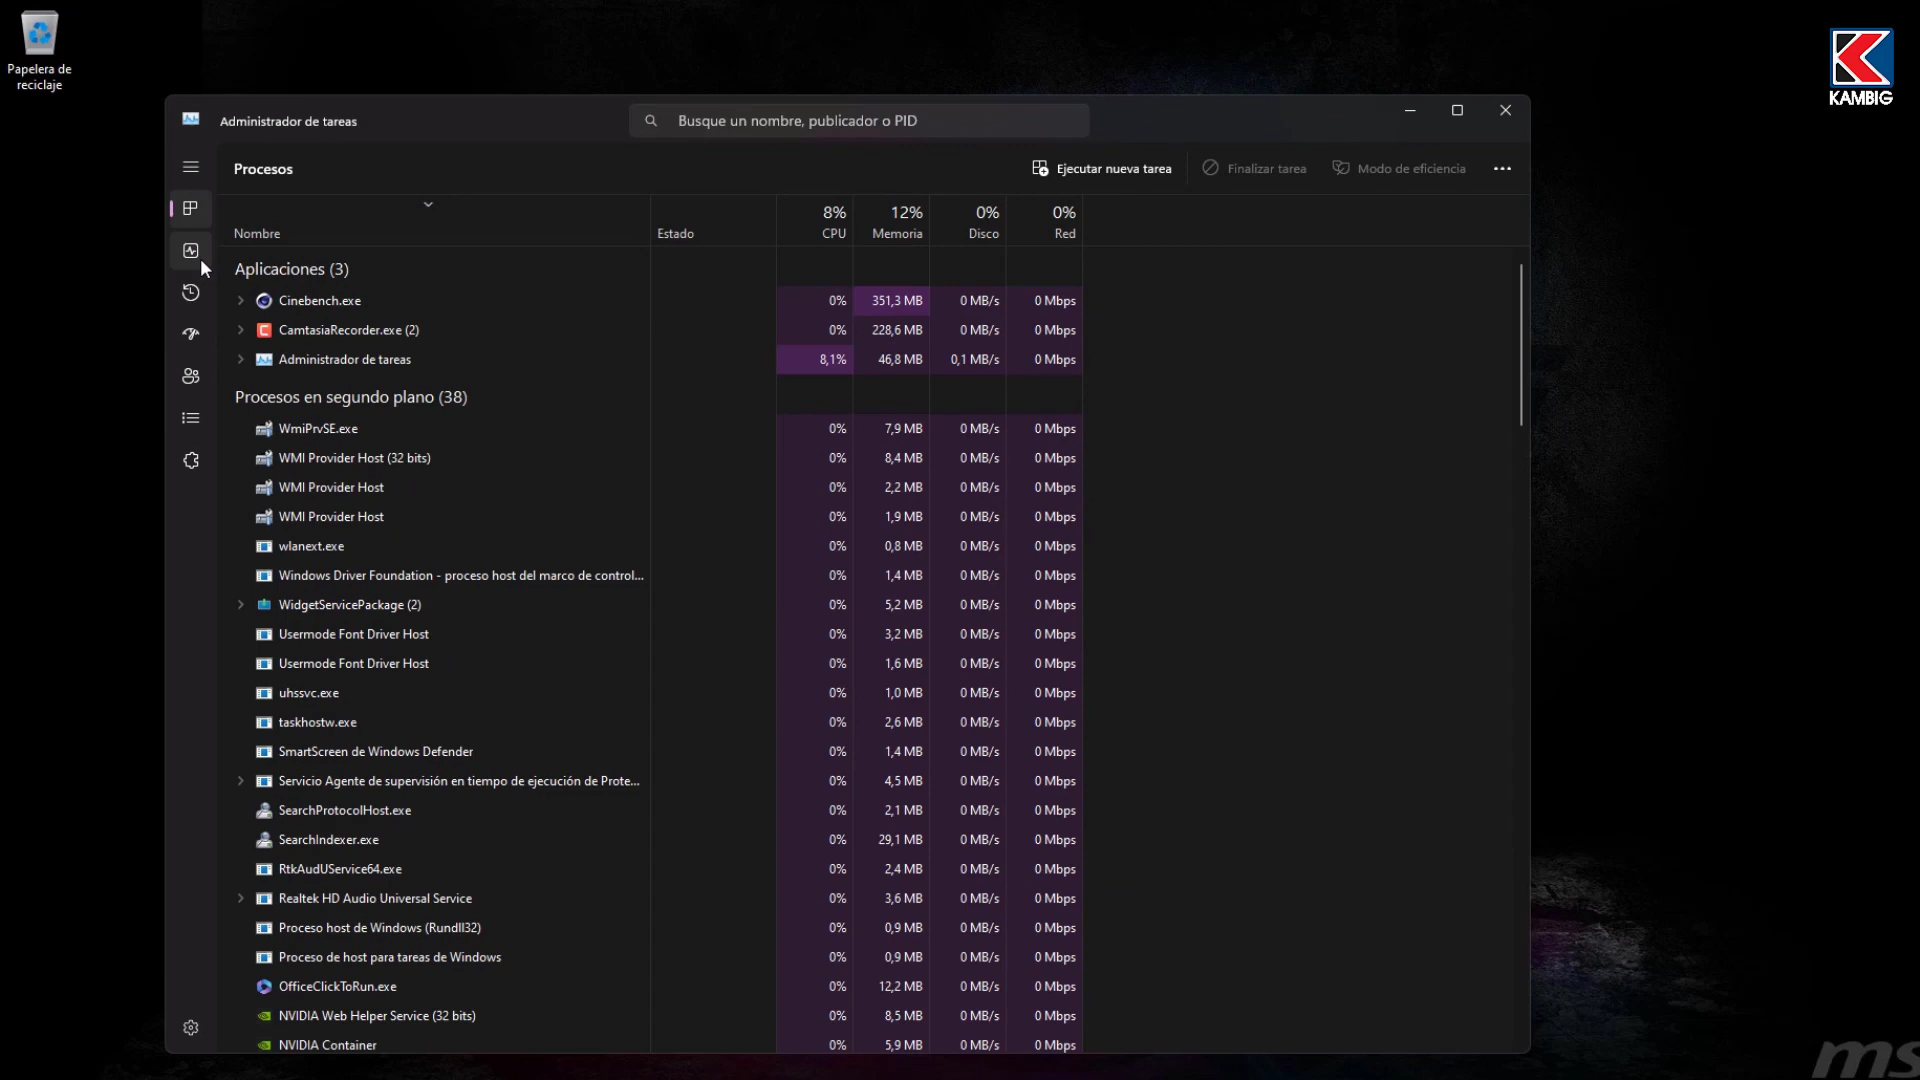 Papelera de
reciclaje
KAMBIG
Administrador de tareas
Busque un nombre, publicador o PID
Procesos
Ejecutar nueva tarea
Finalizar tarea
Modo de eficiencia
8% 12% 0% 0%
Nombre Estado CPU Memoria Disco Red
Aplicaciones (3)
Cinebench.exe 0% 351,3 MB 0 MB/s 0 Mbps
CamtasiaRecorder.exe (2) 0% 228,6 MB 0 MB/s 0 Mbps
Administrador de tareas 8,1% 46,8 MB 0,1 MB/s 0 Mbps
Procesos en segundo plano (38)
WmiPrvSE.exe 0% 7,9 MB 0 MB/s 0 Mbps
WMI Provider Host (32 bits) 0% 8,4 MB 0 MB/s 0 Mbps
WMI Provider Host 0% 2,2 MB 0 MB/s 0 Mbps
WMI Provider Host 0% 1,9 MB 0 MB/s 0 Mbps
wlanext.exe 0% 0,8 MB 0 MB/s 0 Mbps
Windows Driver Foundation - proceso host del marco de control... 0% 1,4 MB 0 MB/s 0 Mbps
WidgetServicePackage (2) 0% 5,2 MB 0 MB/s 0 Mbps
Usermode Font Driver Host 0% 3,2 MB 0 MB/s 0 Mbps
Usermode Font Driver Host 0% 1,6 MB 0 MB/s 0 Mbps
uhssvc.exe 0% 1,0 MB 0 MB/s 0 Mbps
taskhostw.exe 0% 2,6 MB 0 MB/s 0 Mbps
SmartScreen de Windows Defender 0% 1,4 MB 0 MB/s 0 Mbps
Servicio Agente de supervisión en tiempo de ejecución de Prote... 0% 4,5 MB 0 MB/s 0 Mbps
SearchProtocolHost.exe 0% 2,1 MB 0 MB/s 0 Mbps
SearchIndexer.exe 0% 29,1 MB 0 MB/s 0 Mbps
RtkAudUService64.exe 0% 2,4 MB 0 MB/s 0 Mbps
Realtek HD Audio Universal Service 0% 3,6 MB 0 MB/s 0 Mbps
Proceso host de Windows (Rundll32) 0% 0,9 MB 0 MB/s 0 Mbps
Proceso de host para tareas de Windows 0% 0,9 MB 0 MB/s 0 Mbps
OfficeClickToRun.exe 0% 12,2 MB 0 MB/s 0 Mbps
NVIDIA Web Helper Service (32 bits) 0% 8,5 MB 0 MB/s 0 Mbps
NVIDIA Container 0% 5,9 MB 0 MB/s 0 Mbps
ms